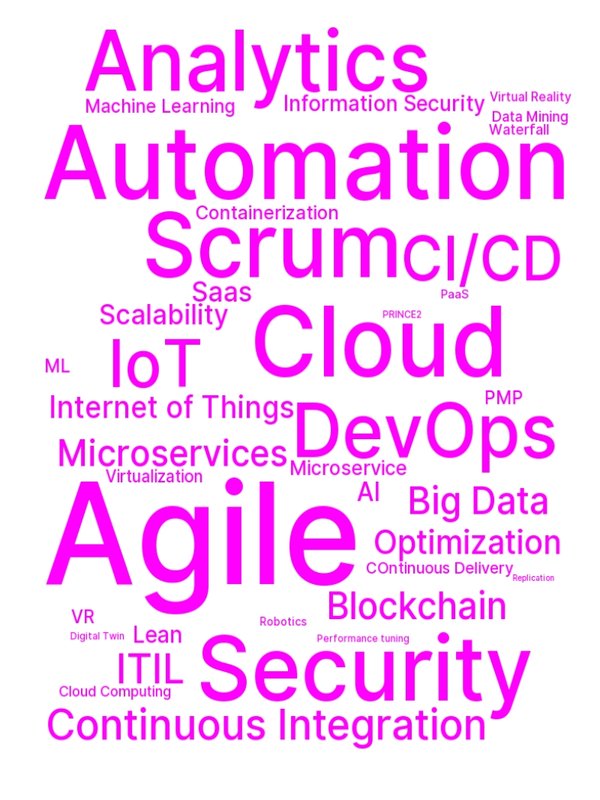 Analytics
Machine Learning
Information Security
Virtual Reality
Data Mining
Waterfall
Automation
Containerization
Scrum
CI/CD
Saas
PaaS
Scalability
PRINCE2
Cloud
IoT
ML
Internet of Things
PMP
DevOps
Microservices
Microservice
Virtualization
AI
Big Data
Agile
Optimization
COntinuous Delivery
Replication
Blockchain
VR
Robotics
Digital Twin
Lean
Performance tuning
ITIL
Security
Cloud Computing
Continuous Integration